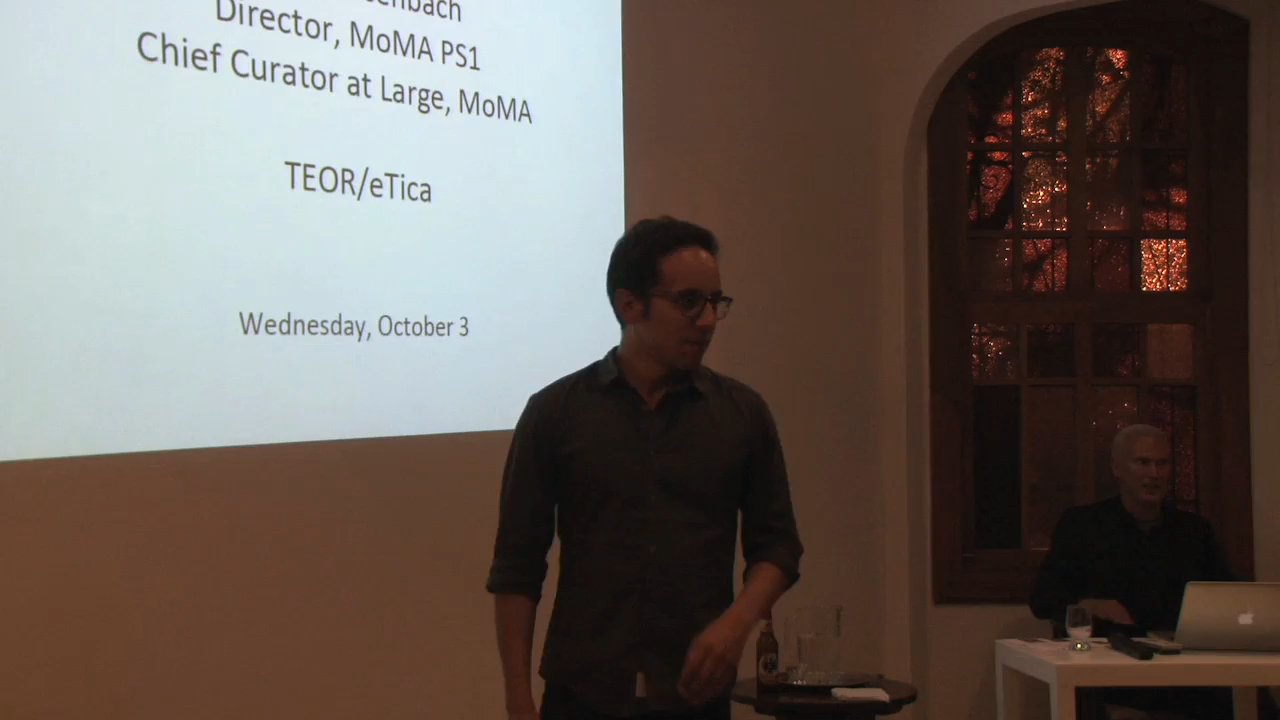 Director, MoMA PS1
Chief Curator at Large, MoMA
TEOR/eTica
Wednesday, October 3